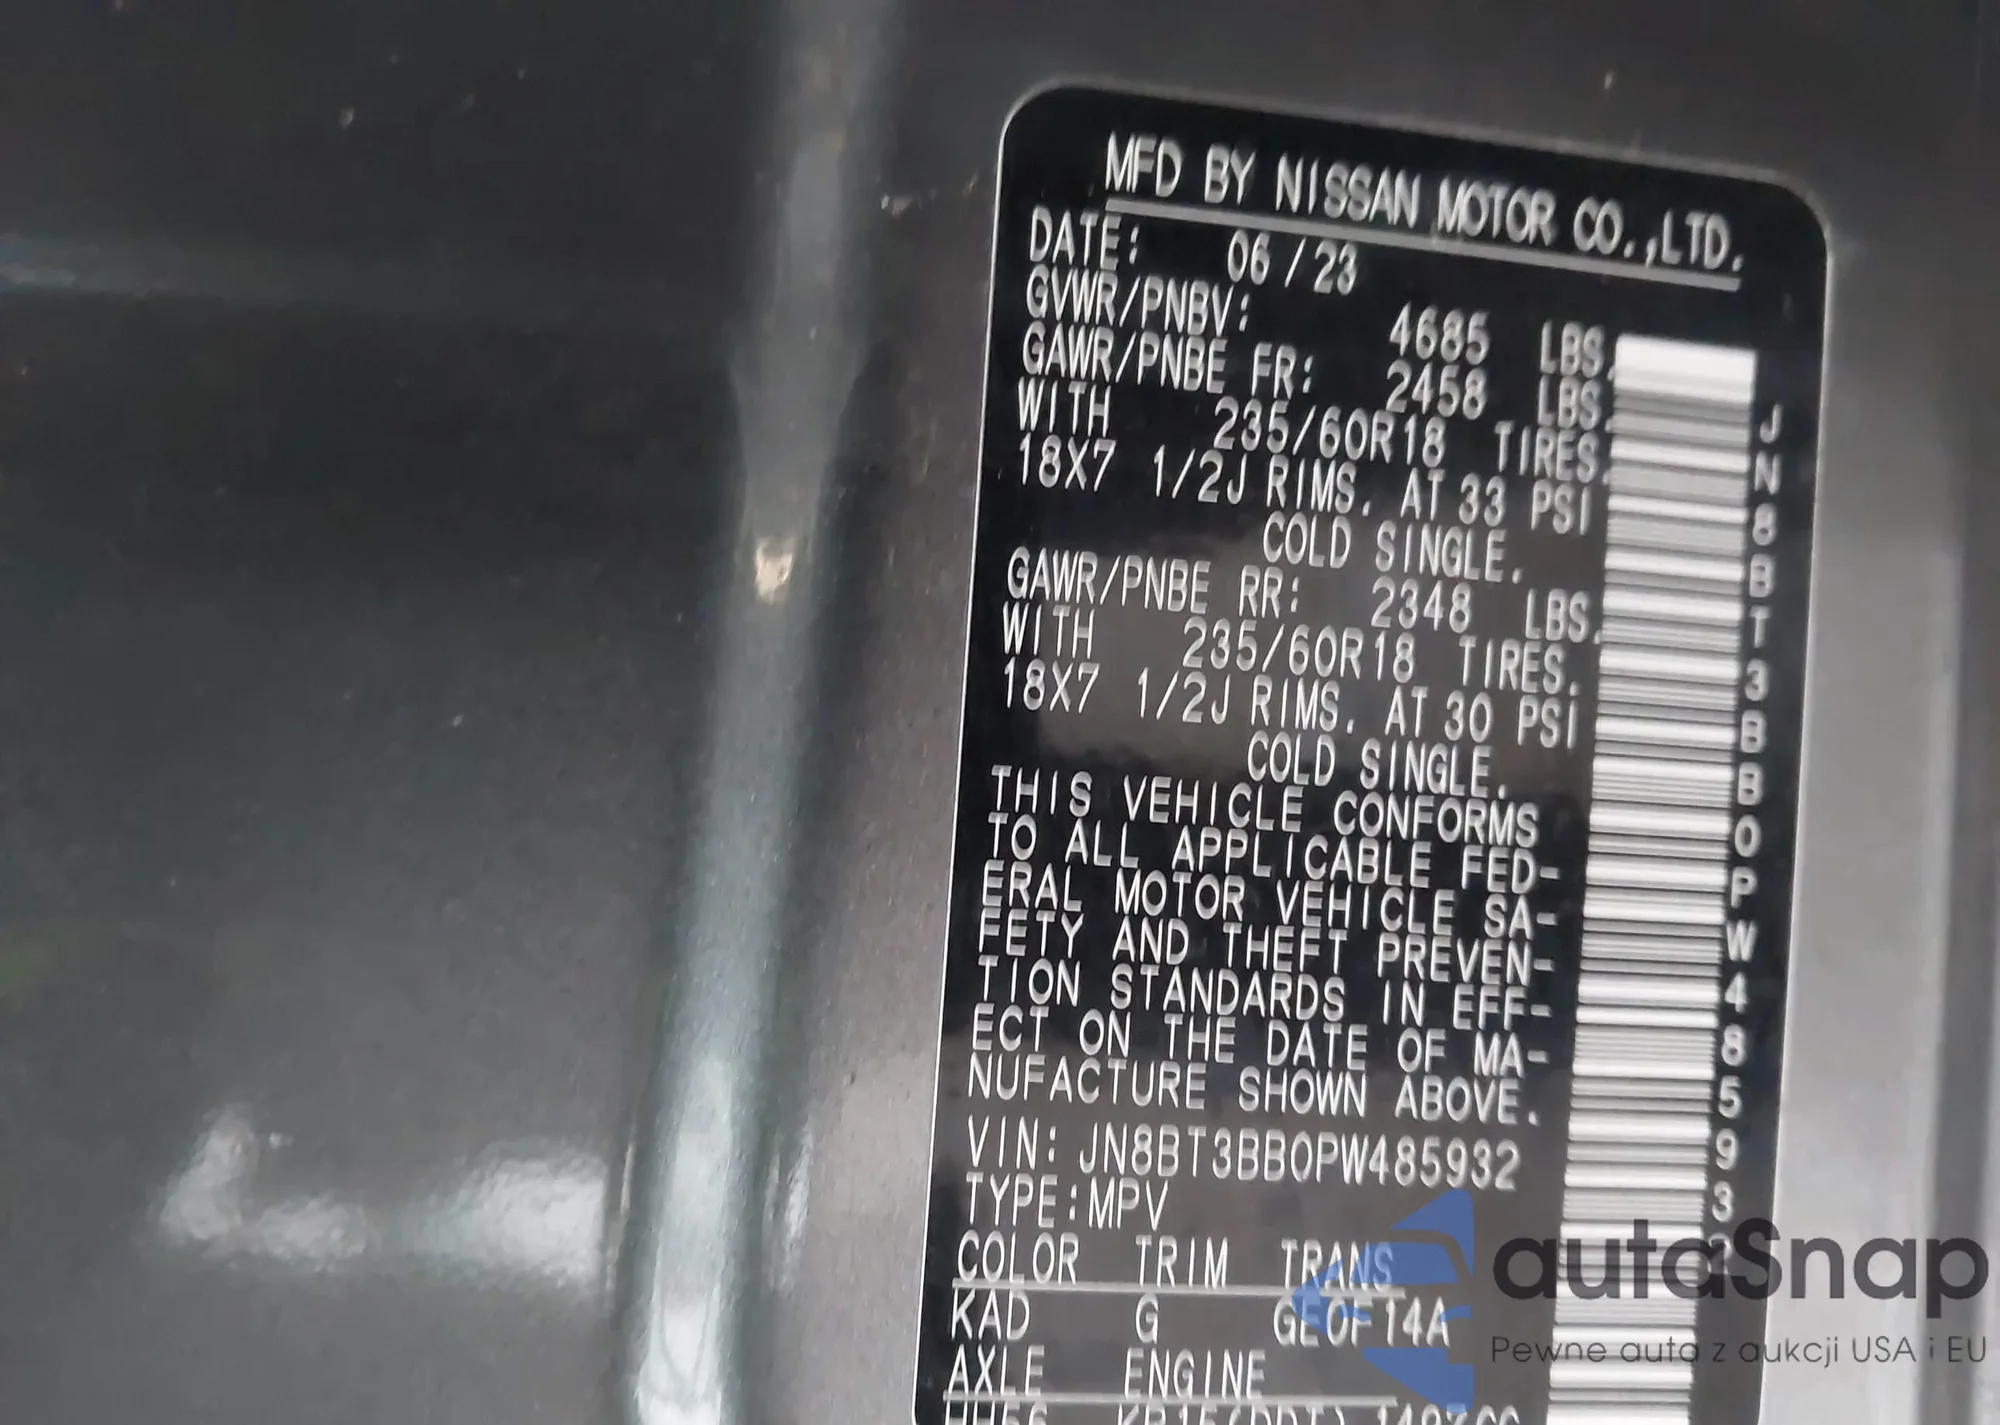 MFD BY NISSAN MOTOR CO.,LTD.
DATE: 06/23
GVWR/PNBV: 4685 LBS.
GAWR/PNBE FR: 2458 LBS.
WITH 235/60R18 TIRES.
18X7 1/2J RIMS. AT 33 PSI
COLD SINGLE.
GAWR/PNBE RR: 2348 LBS.
WITH 235/60R18 TIRES.
18X7 1/2J RIMS. AT 30 PSI
COLD SINGLE.
THIS VEHICLE CONFORMS
TO ALL APPLICABLE FED-
ERAL MOTOR VEHICLE SA-
FETY AND THEFT PREVEN-
TION STANDARDS IN EFF-
ECT ON THE DATE OF MA-
NUFACTURE SHOWN ABOVE.
VIN: JN8BT3BB0PW485932
TYPE:MPV
COLOR TRIM TRANS
KAD G GE0F14A
AXLE ENGINE
JN8BT3BB0PW485932
autaSnap
Pewne auta z aukcji USA i EU